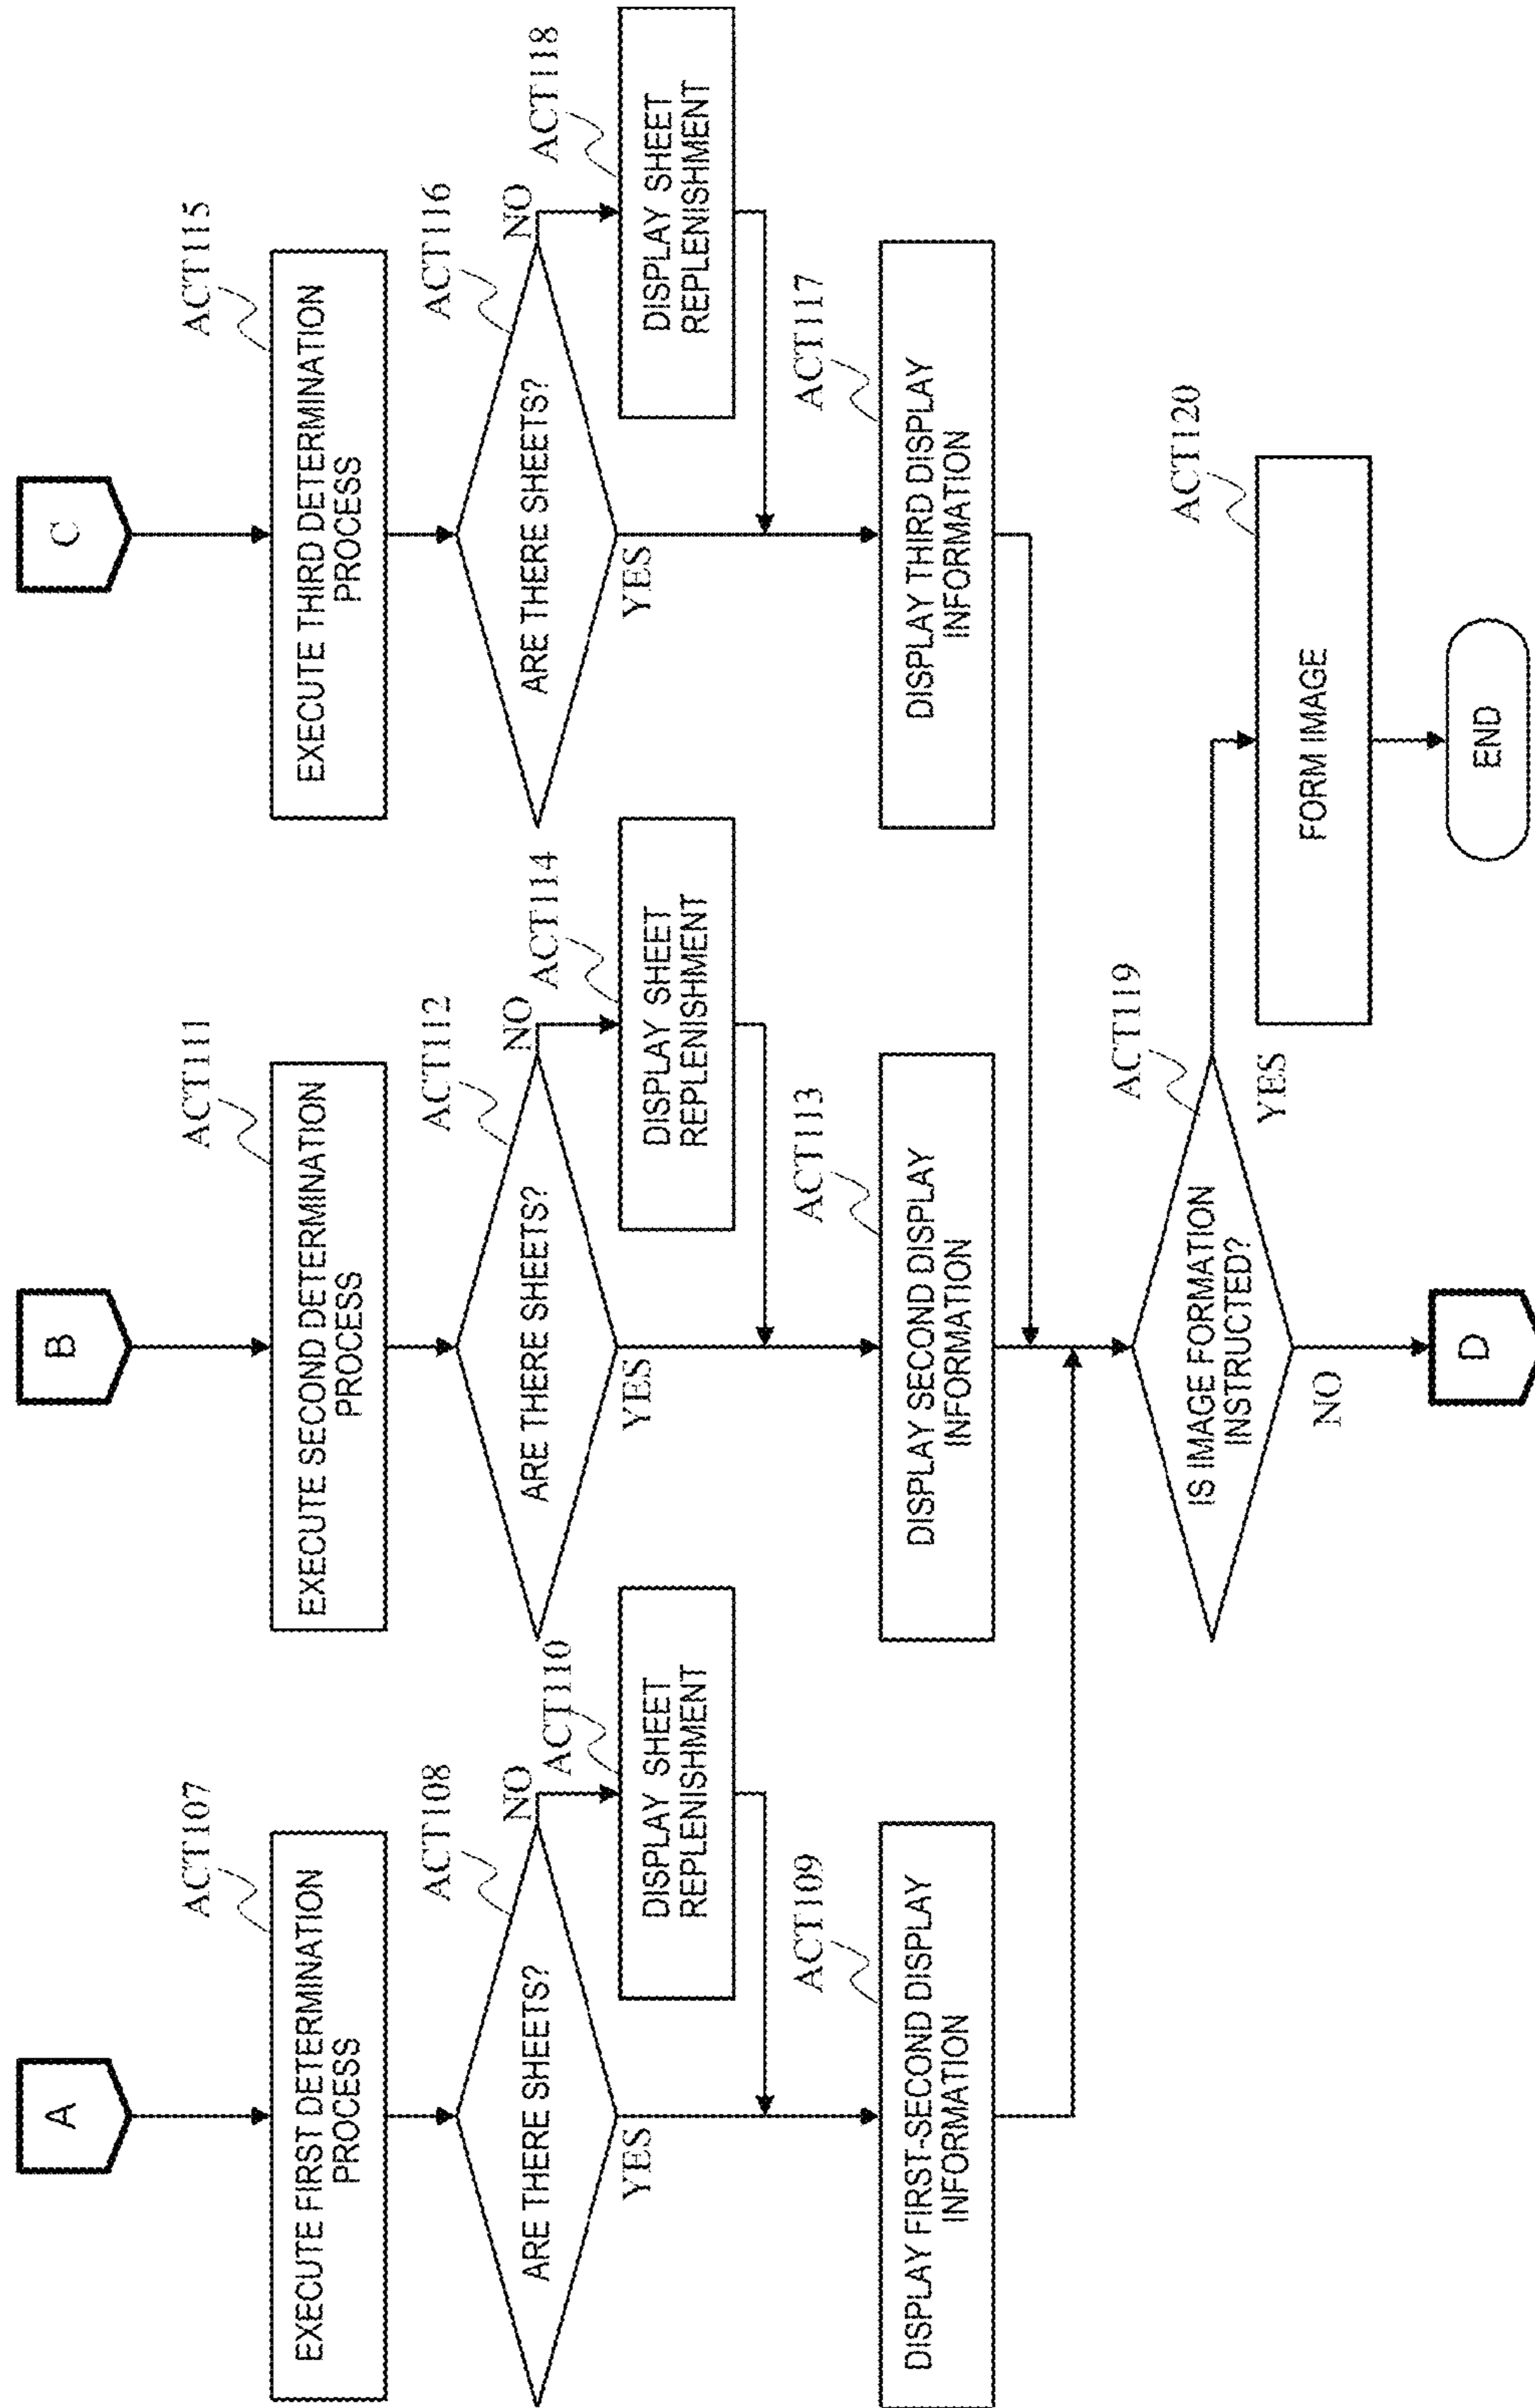 A
ACT107
EXECUTE FIRST DETERMINATION
PROCESS
ACT108
ARE THERE SHEETS?
NO
ACT110
DISPLAY SHEET
REPLENISHMENT
YES
ACT109
DISPLAY FIRST-SECOND DISPLAY
INFORMATION
B
ACT111
EXECUTE SECOND DETERMINATION
PROCESS
ACT112
ARE THERE SHEETS?
NO
ACT114
DISPLAY SHEET
REPLENISHMENT
YES
ACT113
DISPLAY SECOND DISPLAY
INFORMATION
C
ACT115
EXECUTE THIRD DETERMINATION
PROCESS
ACT116
ARE THERE SHEETS?
NO
ACT118
DISPLAY SHEET
REPLENISHMENT
YES
ACT117
DISPLAY THIRD DISPLAY
INFORMATION
ACT119
IS IMAGE FORMATION
INSTRUCTED?
YES
NO
D
ACT120
FORM IMAGE
END